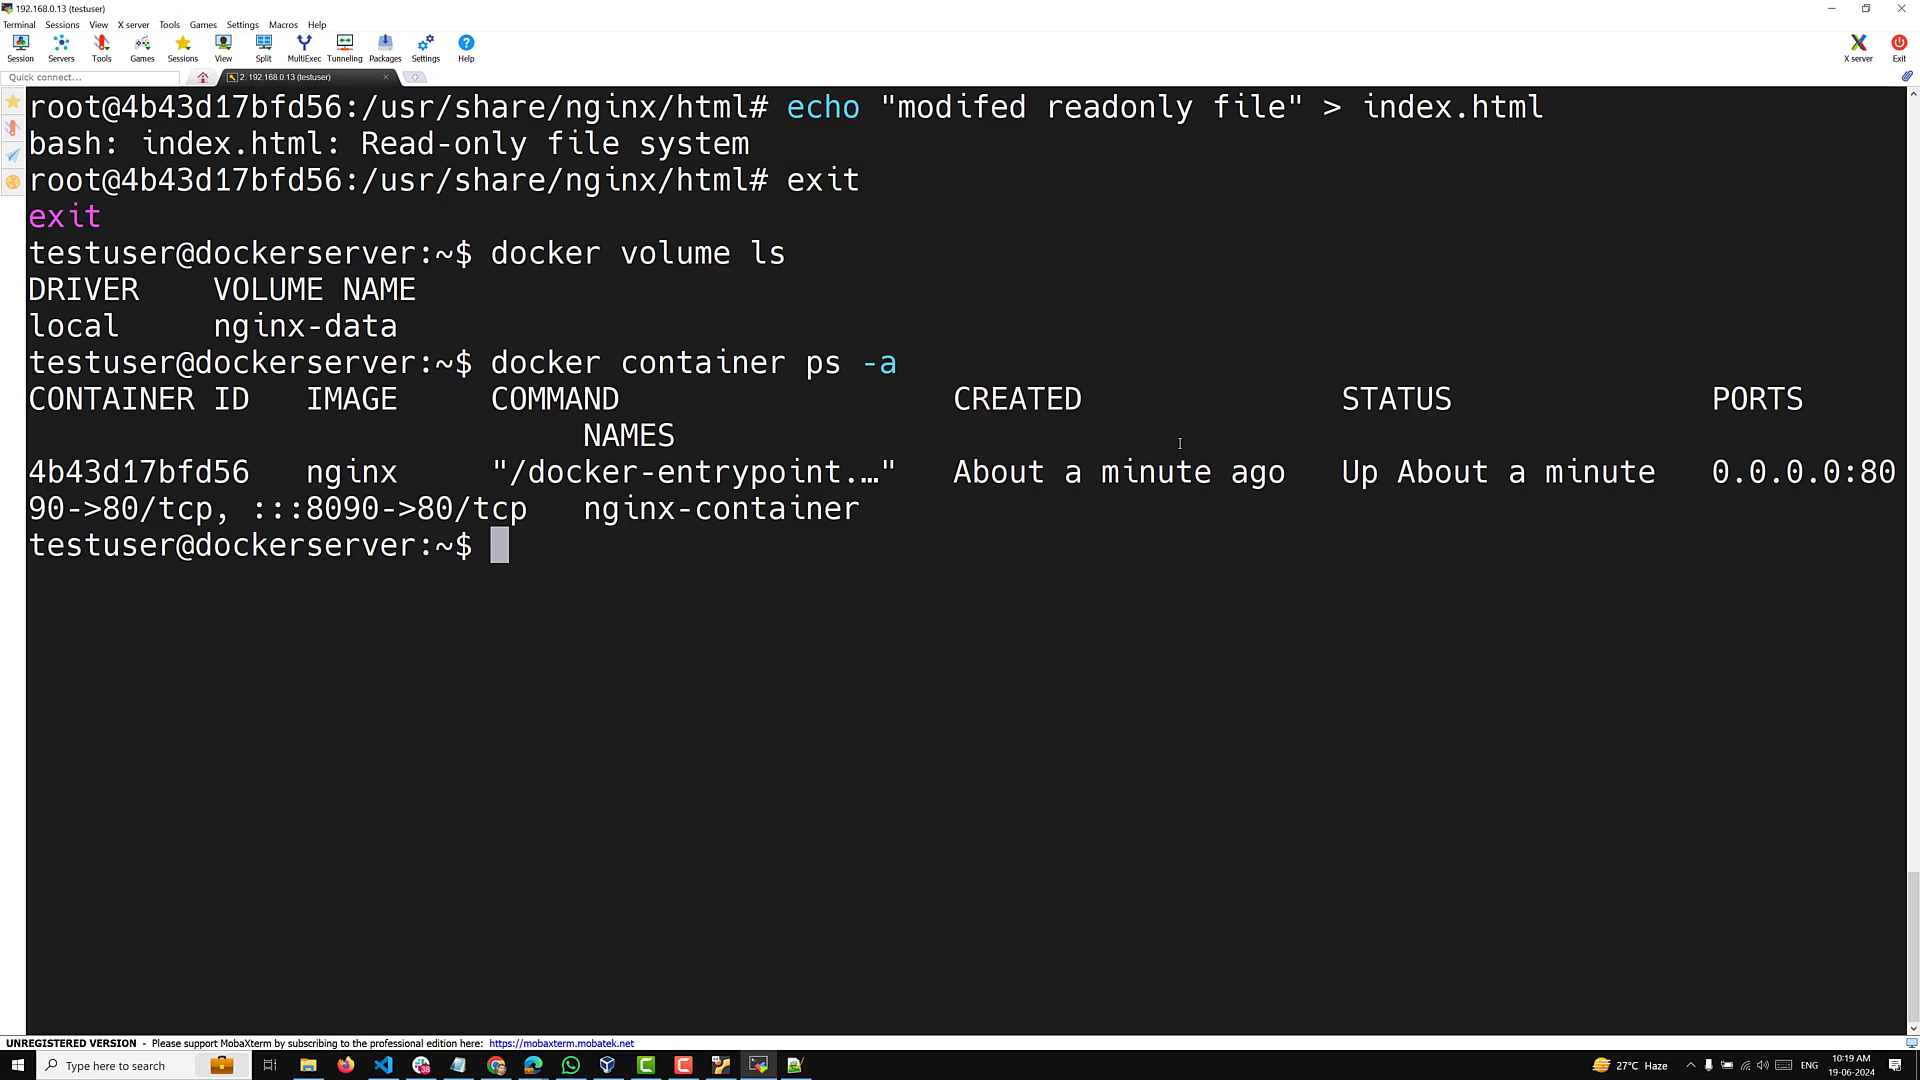 192.168.0.13 (testuser)
Terminal Sessions View X server Tools Games Settings Macros Help
Session Servers Tools Games Sessions View Split MultiExec Tunneling Packages Settings Help X server Exit
Quick connect... 2. 192.168.0.13 (testuser)
root@4b43d17bfd56:/usr/share/nginx/html# echo "modifed readonly file" > index.html
bash: index.html: Read-only file system
root@4b43d17bfd56:/usr/share/nginx/html# exit
exit
testuser@dockerserver:~$ docker volume ls
DRIVER    VOLUME NAME
local     nginx-data
testuser@dockerserver:~$ docker container ps -a
CONTAINER ID   IMAGE     COMMAND                  CREATED              STATUS              PORTS
NAMES
4b43d17bfd56   nginx     "/docker-entrypoint.…"   About a minute ago   Up About a minute   0.0.0.0:80
90->80/tcp, :::8090->80/tcp   nginx-container
testuser@dockerserver:~$
UNREGISTERED VERSION - Please support MobaXterm by subscribing to the professional edition here: https://mobaxterm.mobatek.net
Type here to search 38 27°C Haze ENG 10:19 AM
19-06-2024